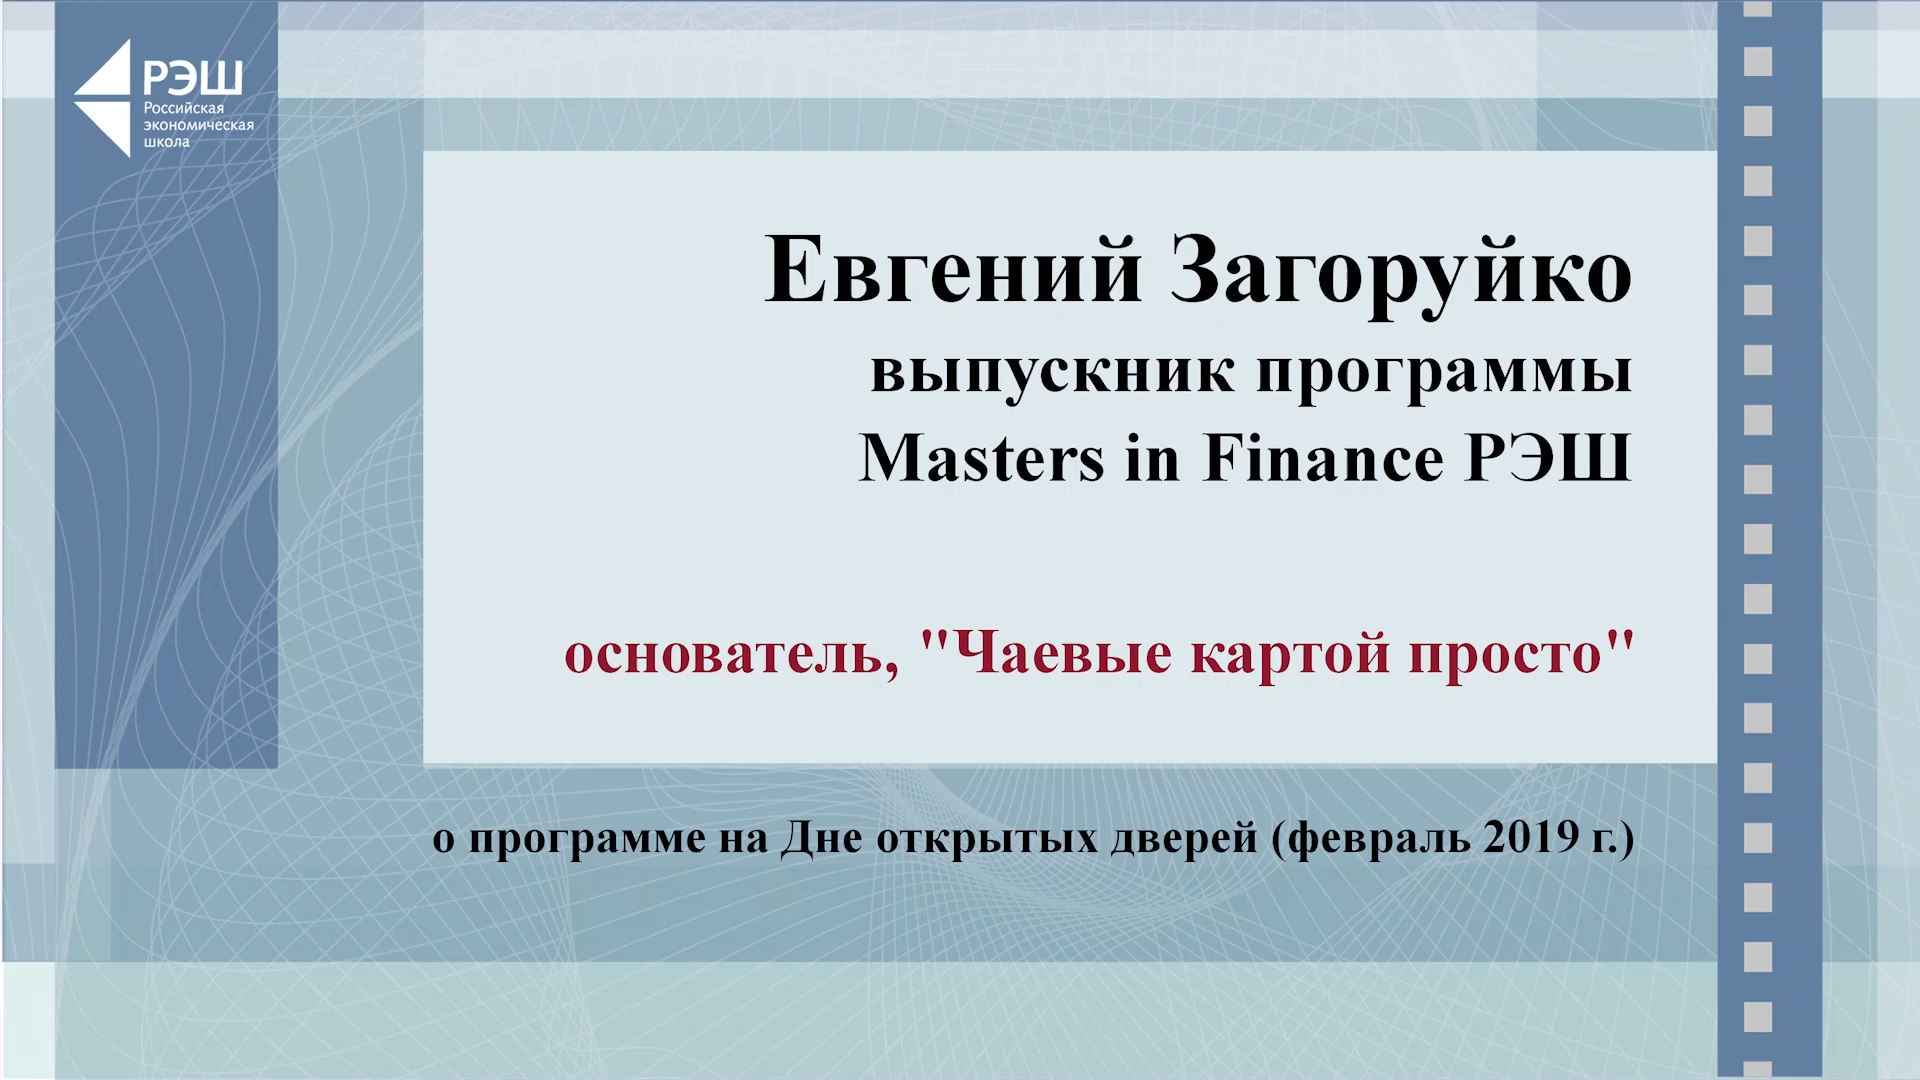 РЭШ
Российская
экономическая
школа
Евгений Загоруйко
выпускник программы
Masters in Finance РЭШ
основатель, "Чаевые картой просто"
о программе на Дне открытых дверей (февраль 2019 г.)